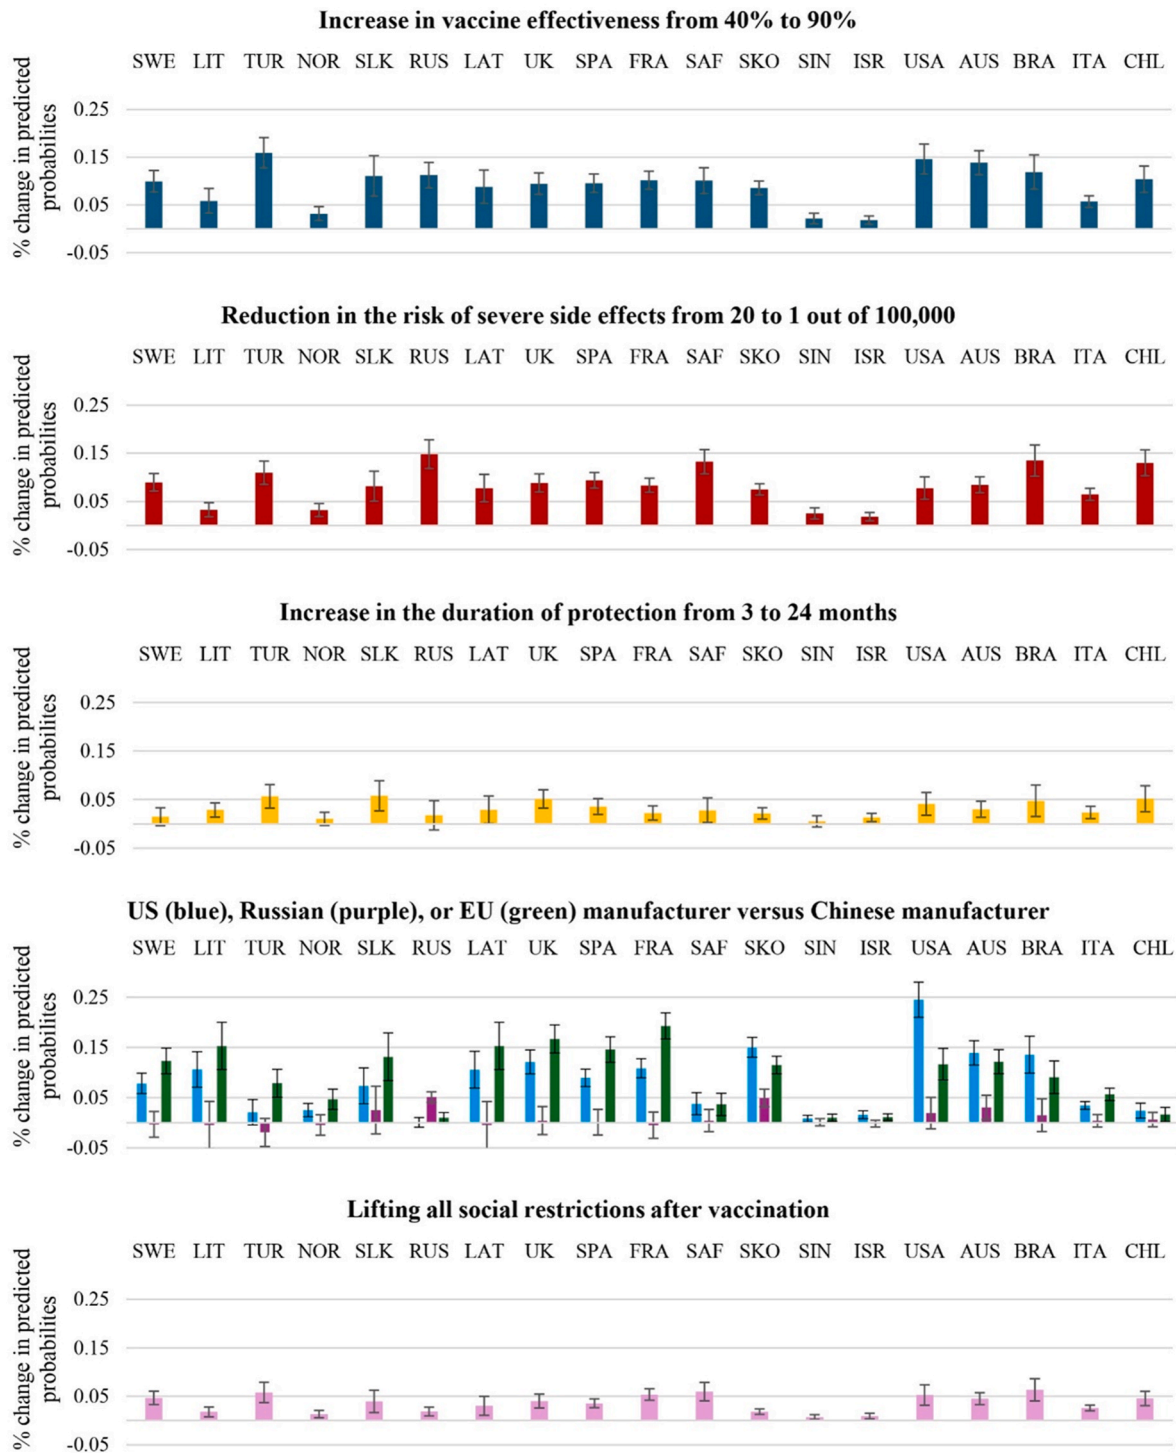 Increase in vaccine effectiveness from 40% to 90%
SWE LIT TUR NOR SLK RUS LAT UK SPA FRA SAF SKO SIN ISR USA AUS BRA ITA CHL
% change in predicted
probabilites
0.25
0.15
0.05
-0.05
Reduction in the risk of severe side effects from 20 to 1 out of 100,000
SWE LIT TUR NOR SLK RUS LAT UK SPA FRA SAF SKO SIN ISR USA AUS BRA ITA CHL
% change in predicted
probabilites
0.25
0.15
0.05
-0.05
Increase in the duration of protection from 3 to 24 months
SWE LIT TUR NOR SLK RUS LAT UK SPA FRA SAF SKO SIN ISR USA AUS BRA ITA CHL
% change in predicted
probabilites
0.25
0.15
0.05
-0.05
US (blue), Russian (purple), or EU (green) manufacturer versus Chinese manufacturer
SWE LIT TUR NOR SLK RUS LAT UK SPA FRA SAF SKO SIN ISR USA AUS BRA ITA CHL
% change in predicted
probabilites
0.25
0.15
0.05
-0.05
Lifting all social restrictions after vaccination
SWE LIT TUR NOR SLK RUS LAT UK SPA FRA SAF SKO SIN ISR USA AUS BRA ITA CHL
% change in predicted
probabilites
0.25
0.15
0.05
-0.05